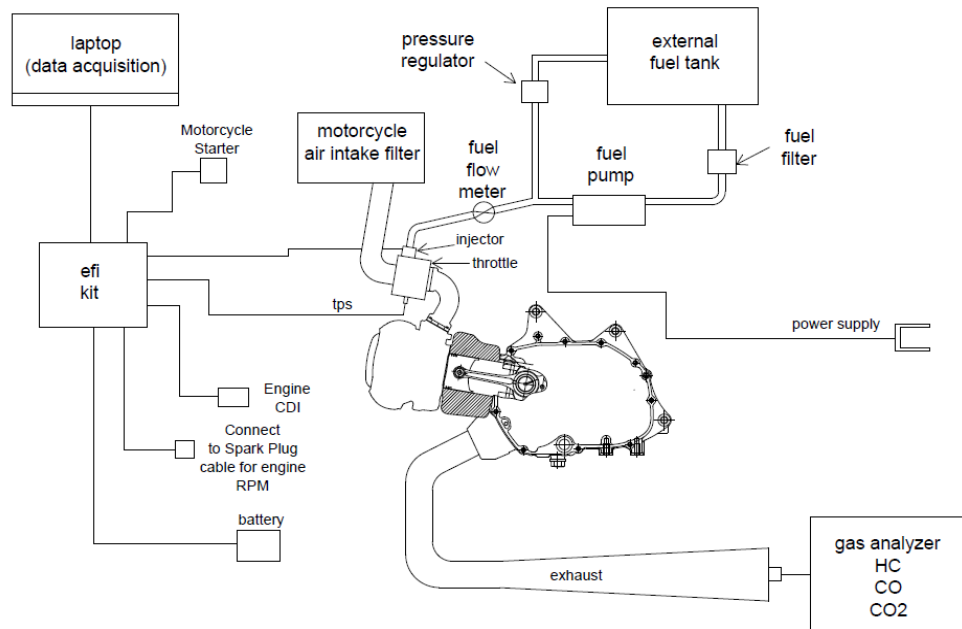 laptop
(data acquisition)
pressure
regulator
external
fuel tank
Motorcycle
Starter
motorcycle
air intake filter
fuel
flow
meter
fuel
pump
fuel
filter
injector
throttle
efi
kit
tps
power supply
Engine
CDI
Connect
to Spark Plug
cable for engine
RPM
battery
exhaust
gas analyzer
HC
CO
CO2